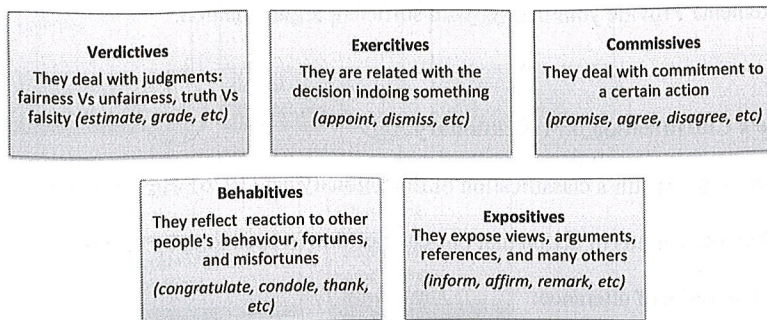 Verdictives
They deal with judgments:
fairness Vs unfairness, truth Vs
falsity (estimate, grade, etc)
Exercitives
They are related with the
decision indoing something
(appoint, dismiss, etc)
Commissives
They deal with commitment to
a certain action
(promise, agree, disagree, etc)
Behabitives
They reflect reaction to other
people's behaviour, fortunes,
and misfortunes
(congratulate, condole, thank,
etc)
Expositives
They expose views, arguments,
references, and many others
(inform, affirm, remark, etc)